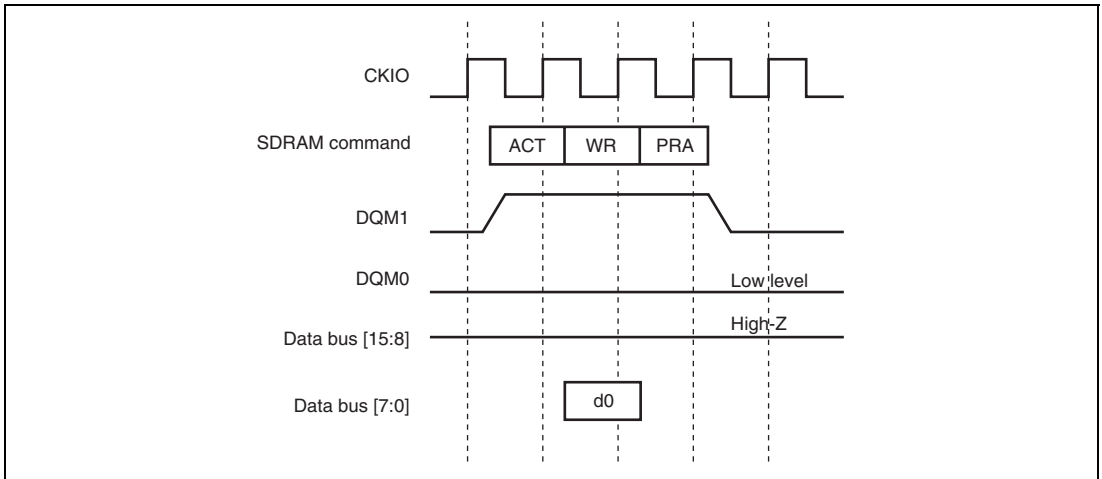 CKIO
SDRAM command ACT WR PRA
DQM1
DQM0 Low level
Data bus [15:8] High-Z
Data bus [7:0] d0